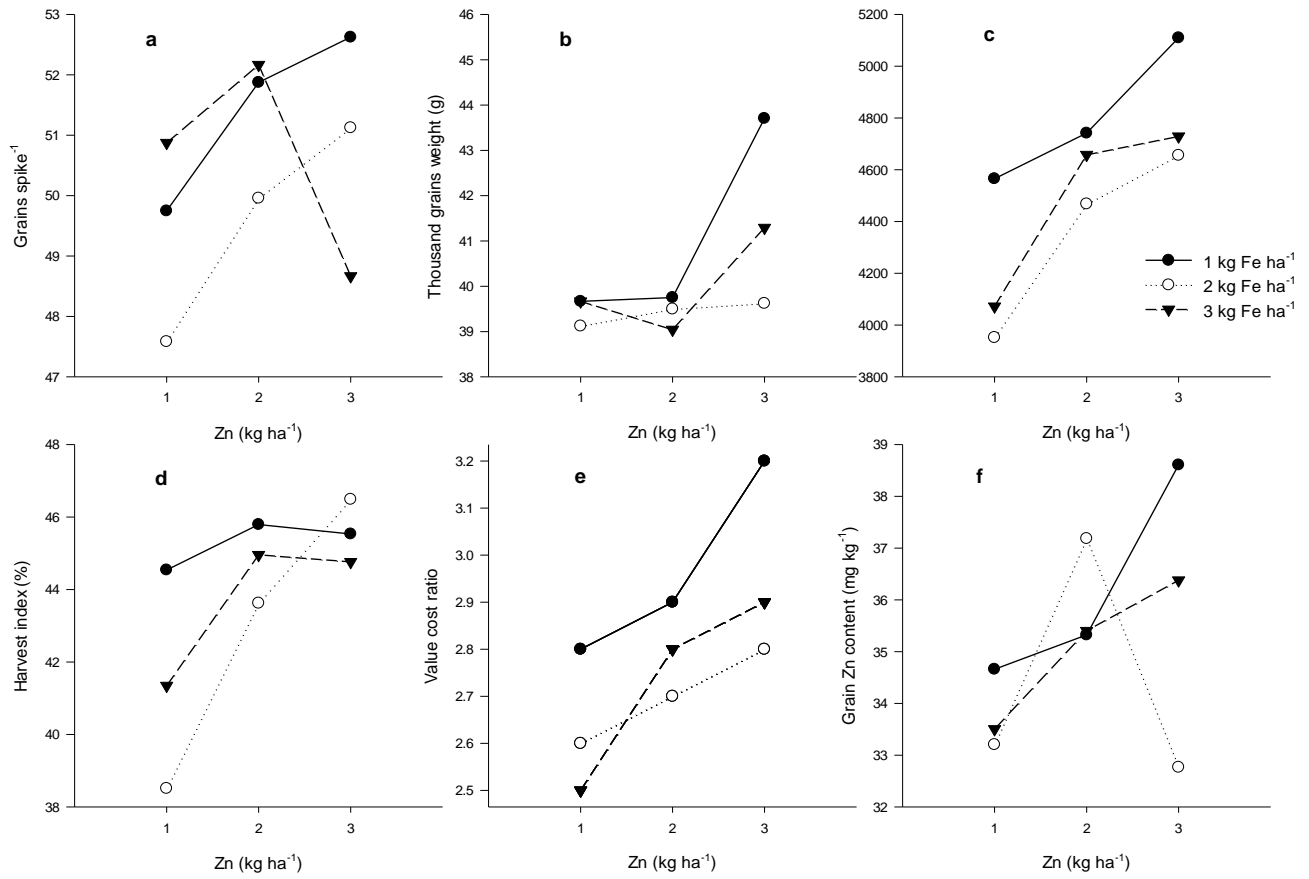 a
Grains spike⁻¹
53
52
51
50
49
48
47
1 2 3
Zn (kg ha⁻¹)
b
Thousand grains weight (g)
46
45
44
43
42
41
40
39
38
1 2 3
Zn (kg ha⁻¹)
c
5200
5000
4800
4600
4400
4200
4000
3800
1 2 3
Zn (kg ha⁻¹)
1 kg Fe ha⁻¹
2 kg Fe ha⁻¹
3 kg Fe ha⁻¹
d
Harvest index (%)
48
46
44
42
40
38
1 2 3
Zn (kg ha⁻¹)
e
Value cost ratio
3.2
3.1
3.0
2.9
2.8
2.7
2.6
2.5
1 2 3
Zn (kg ha⁻¹)
f
Grain Zn content (mg kg⁻¹)
39
38
37
36
35
34
33
32
1 2 3
Zn (kg ha⁻¹)